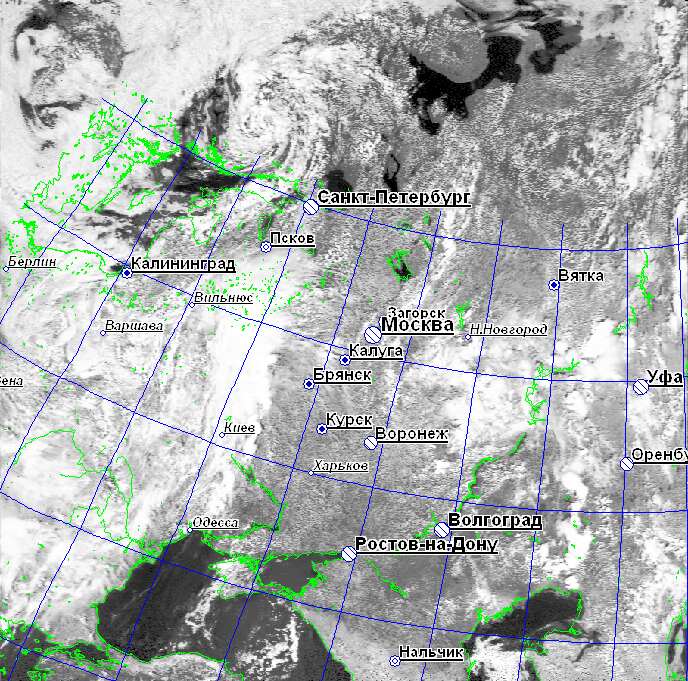 Санкт-Петербург
Псков
Берлин
Калининград
Вятка
Вильнюс
Загорск
Варшава
Москва
Н.Новгород
Калуга
Брянск
Уфа
ена
Курск
Киев
Воронеж
Оренбу
Харьков
Одесса
Волгоград
Ростов-на-Дону
Нальчик